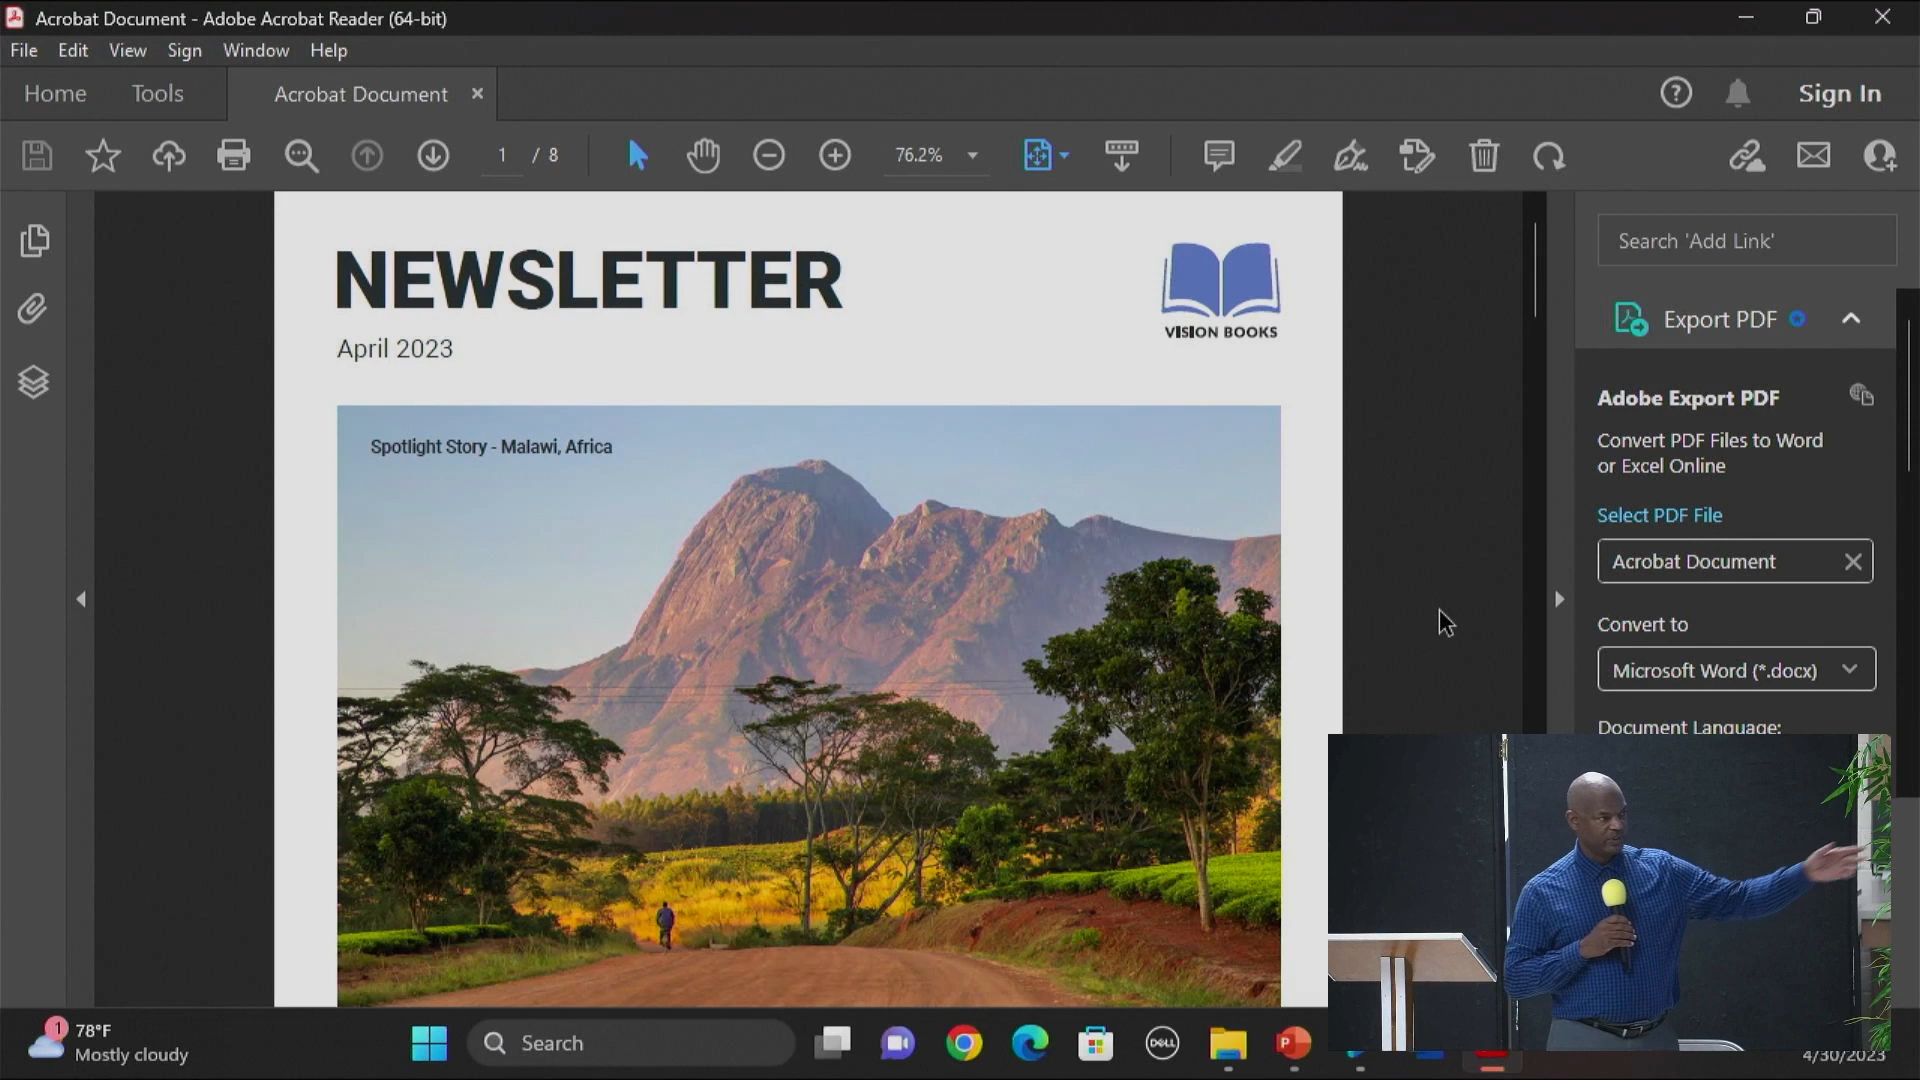 Acrobat Document - Adobe Acrobat Reader (64-bit)
File Edit View Sign Window Help
Home Tools Acrobat Document
Sign In
1 / 8
76.2%
NEWSLETTER
April 2023
VISION BOOKS
Spotlight Story - Malawi, Africa
Search 'Add Link'
Export PDF
Adobe Export PDF
Convert PDF Files to Word
or Excel Online
Select PDF File
Acrobat Document
Convert to
Microsoft Word (*.docx)
Document Language:
1
78°F
Mostly cloudy
Search
DELL
P
4/30/2023